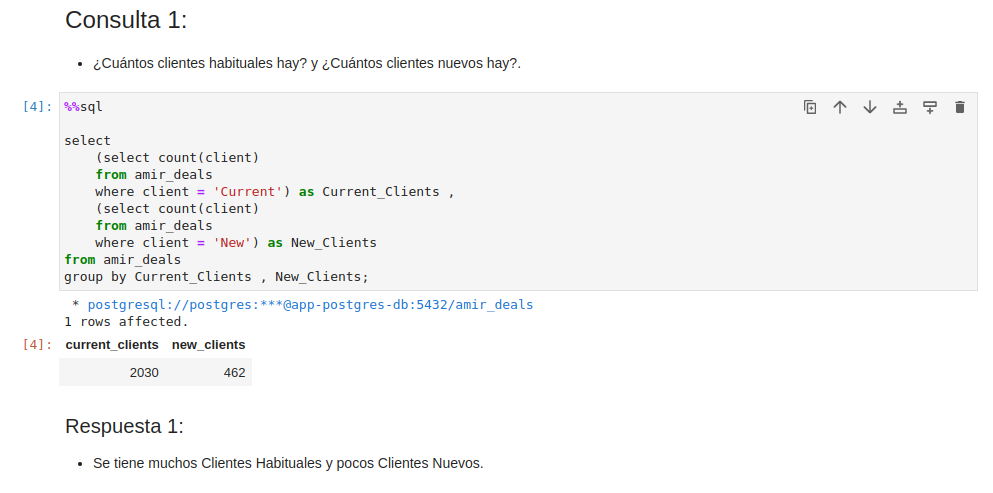 Consulta 1:
• ¿Cuántos clientes habituales hay? y ¿Cuántos clientes nuevos hay?.
[4]: %%sql
select
    (select count(client)
    from amir_deals
    where client = 'Current') as Current_Clients ,
    (select count(client)
    from amir_deals
    where client = 'New') as New_Clients
from amir_deals
group by Current_Clients , New_Clients;
* postgresql://postgres:***@app-postgres-db:5432/amir_deals
1 rows affected.
[4]: current_clients new_clients
2030 462
Respuesta 1:
• Se tiene muchos Clientes Habituales y pocos Clientes Nuevos.